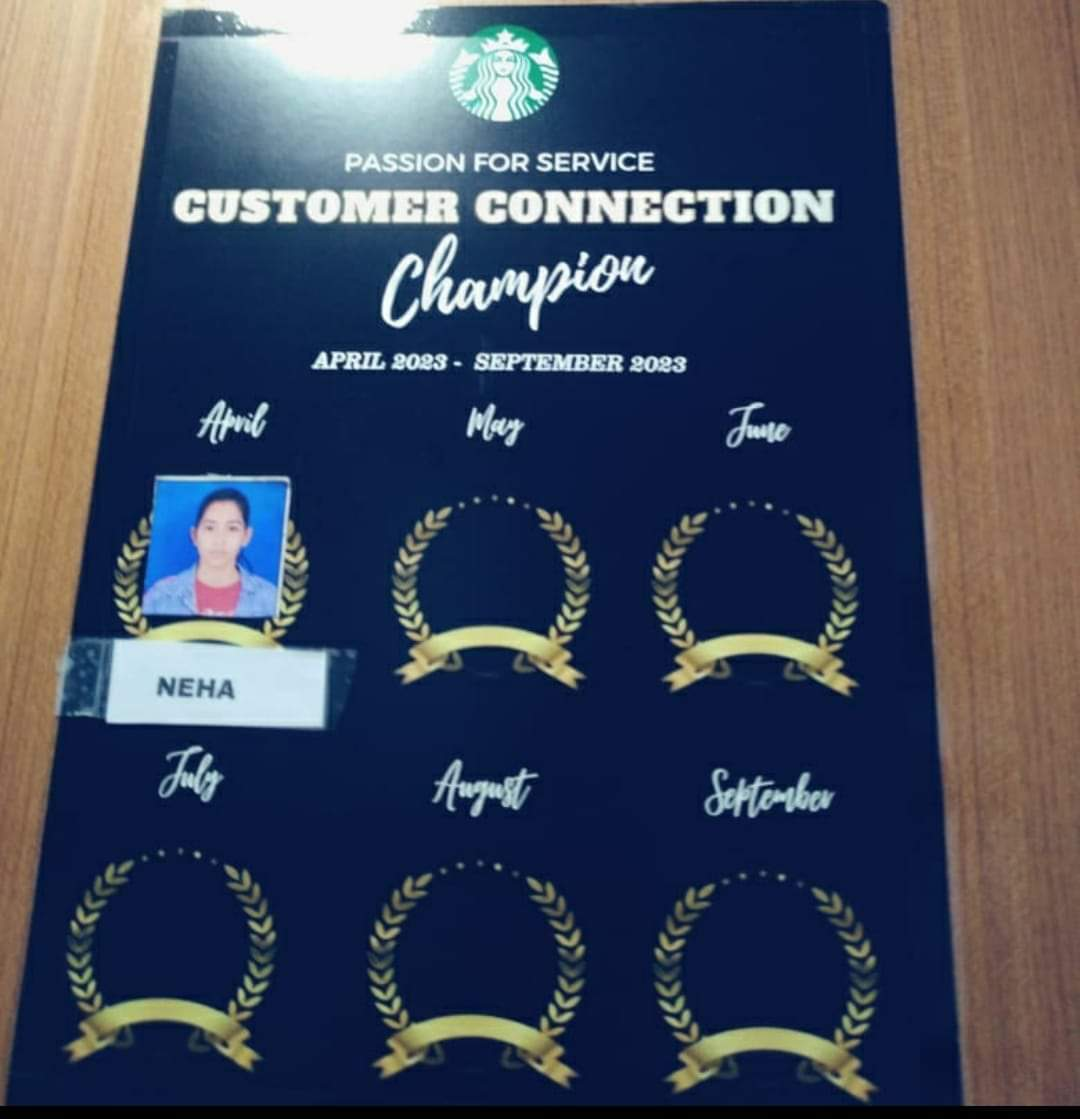 PASSION FOR SERVICE
CUSTOMER CONNECTION
Champion
APRIL 2023 - SEPTEMBER 2023
April May June
NEHA
July August September